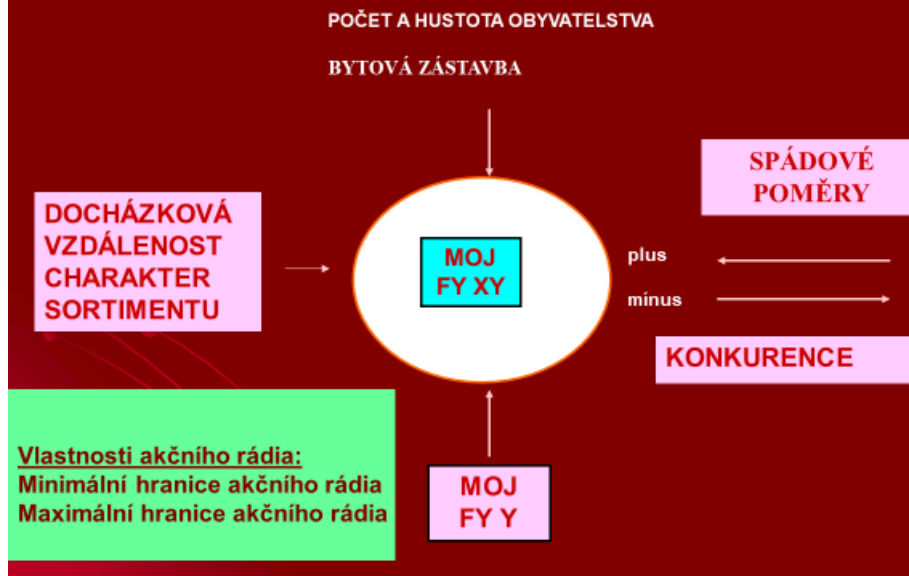 POČET A HUSTOTA OBYVATELSTVA
BYTOVÁ ZÁSTAVBA
SPÁDOVÉ
POMĚRY
DOCHÁZKOVÁ
VZDÁLENOST
CHARAKTER
SORTIMENTU
MOJ
FY XY
plus
mínus
KONKURENCE
Vlastnosti akčního rádia:
Minimální hranice akčního rádia
Maximální hranice akčního rádia
MOJ
FY Y